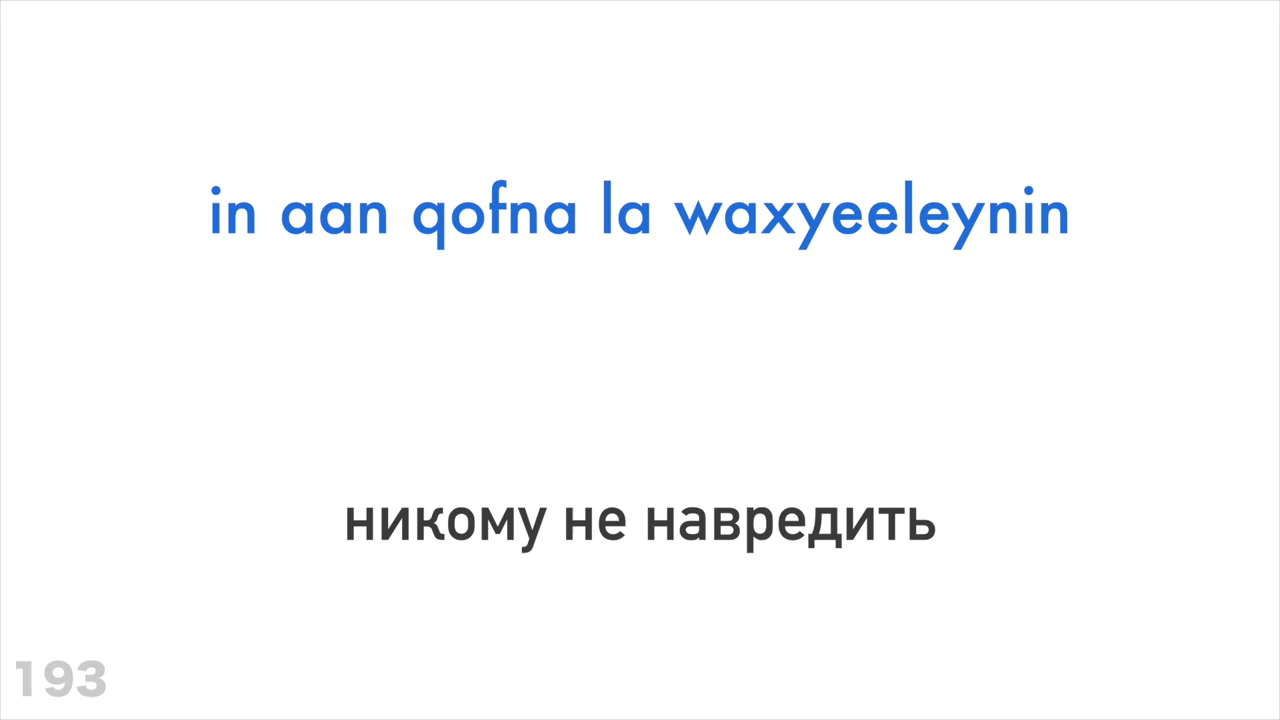 in aan qofna la waxyeeleynin
никому не навредить
193